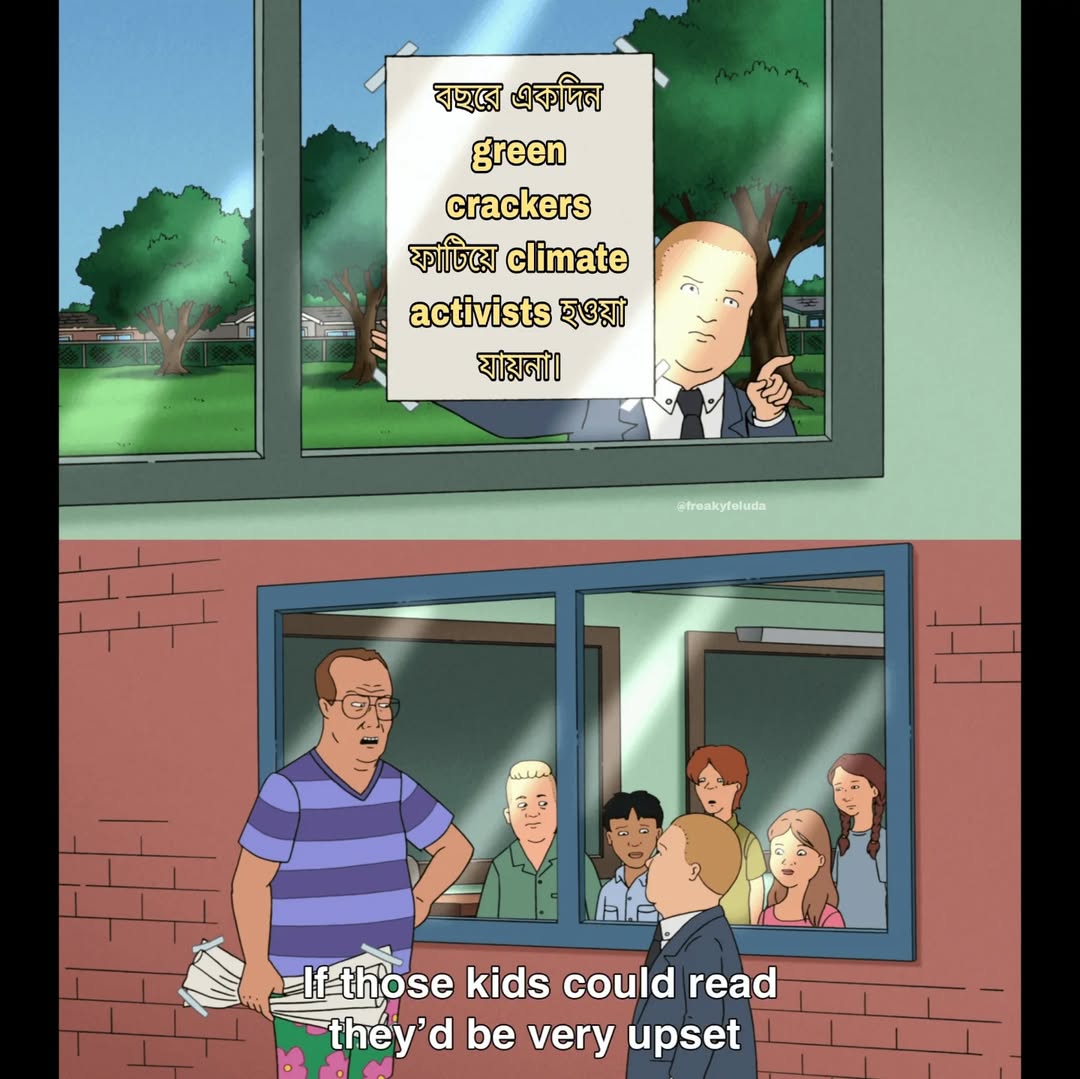 বছরে একদিন
green
crackers
ফাটিয়ে climate
activists হওয়া
যায়না।
@freakyfeluda
If those kids could read
they’d be very upset